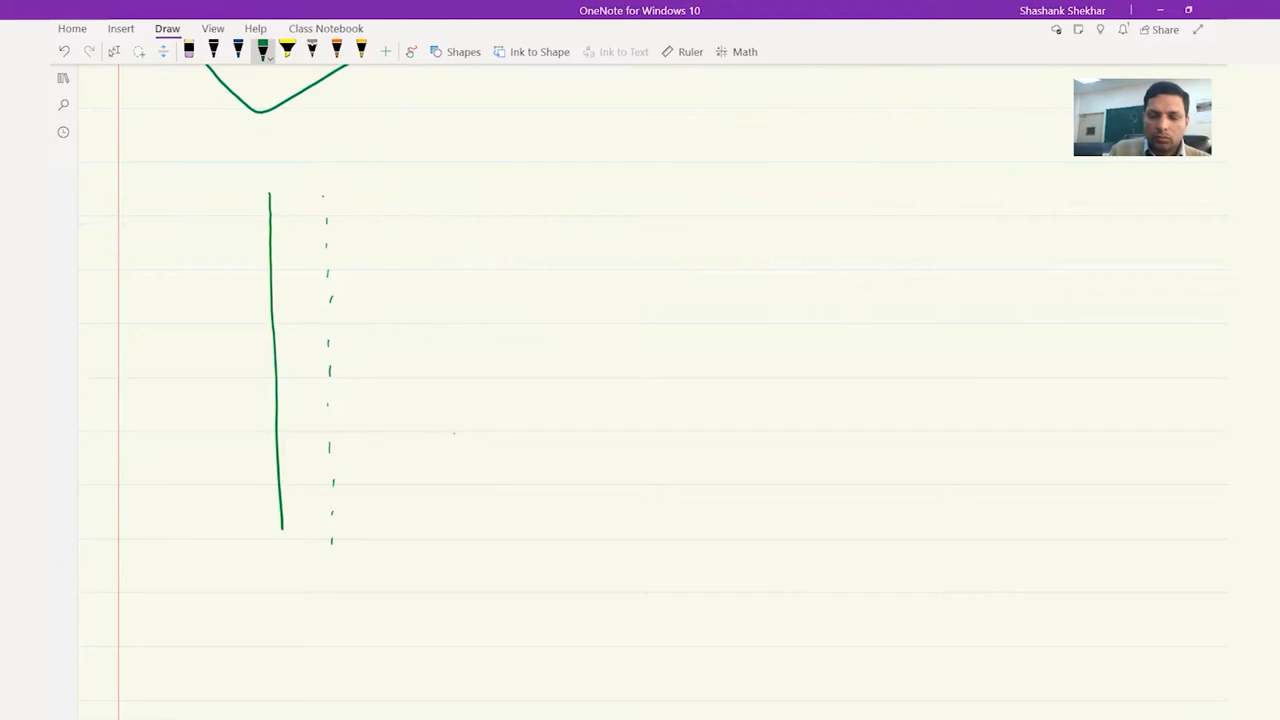 OneNote for Windows 10
Shashank Shekhar
Home Insert Draw View Help Class Notebook
Share
Shapes Ink to Shape Ink to Text Ruler Math